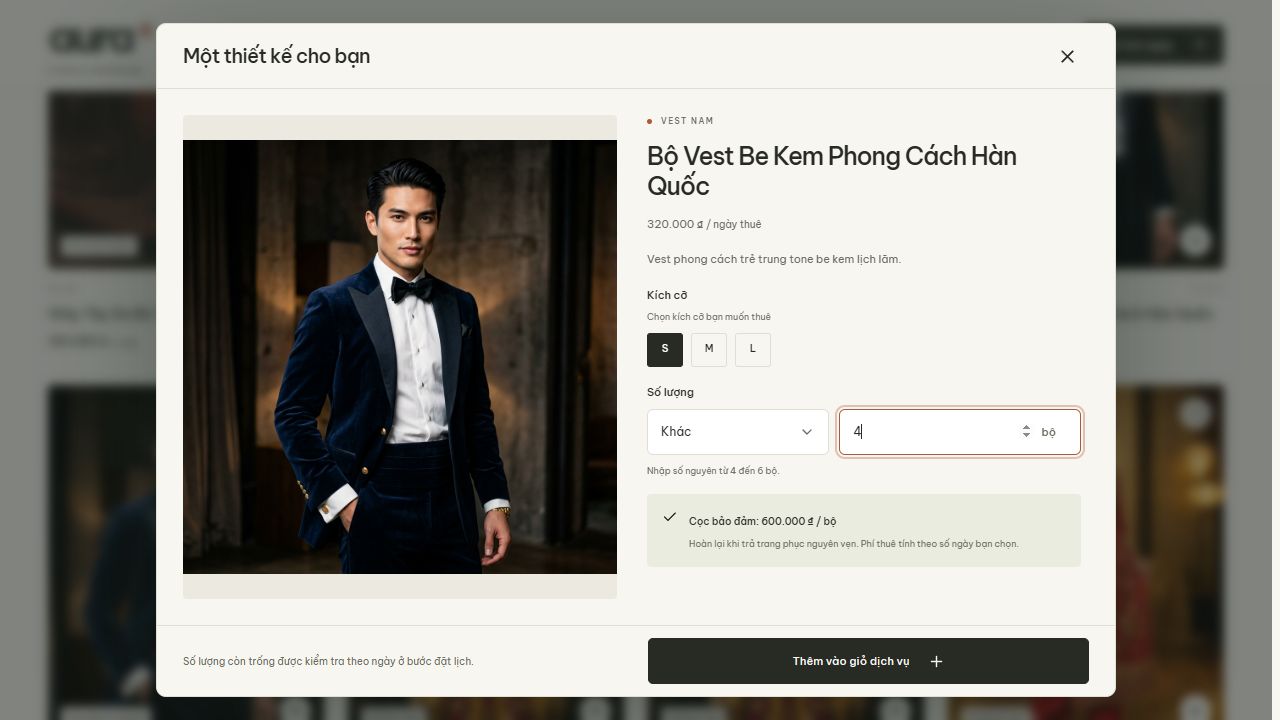 aura
Một thiết kế cho bạn
VEST NAM
Bộ Vest Be Kem Phong Cách Hàn
Quốc
320.000 ₫ / ngày thuê
Vest phong cách trẻ trung tone be kem lịch lãm.
Kích cỡ
Chọn kích cỡ bạn muốn thuê
S M L
Số lượng
Khác 4 bộ
Nhập số nguyên từ 4 đến 6 bộ.
Cọc bảo đảm: 600.000 ₫ / bộ
Hoàn lại khi trả trang phục nguyên vẹn. Phí thuê tính theo số ngày bạn chọn.
Số lượng còn trống được kiểm tra theo ngày ở bước đặt lịch.
Thêm vào giỏ dịch vụ